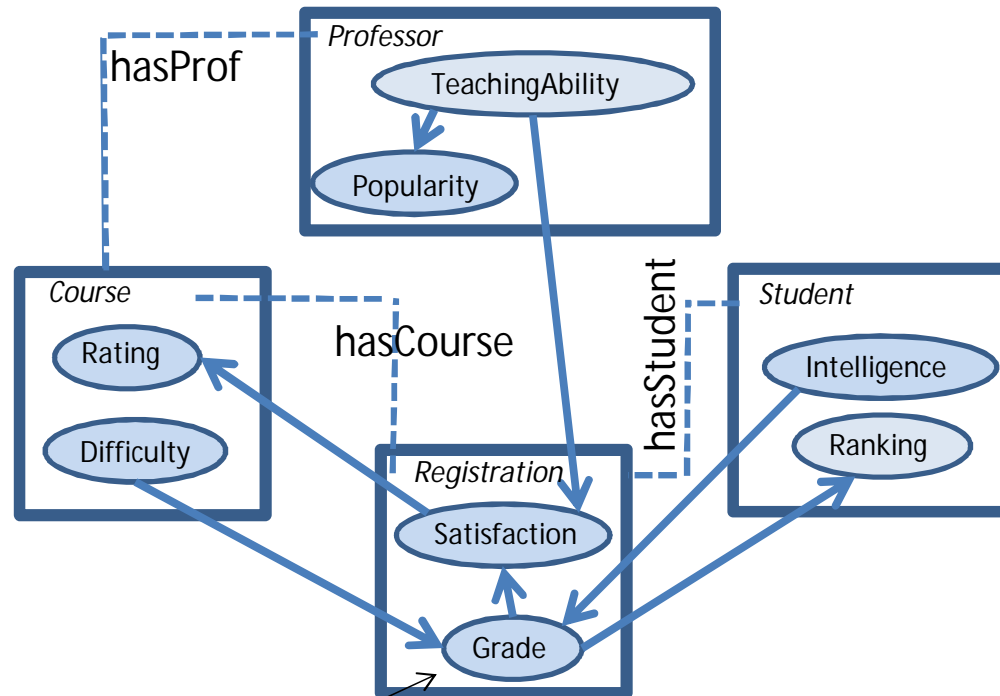 Professor
hasProf
TeachingAbility
Popularity
Course
hasCourse
hasStudent
Student
Rating
Intelligence
Difficulty
Ranking
Registration
Satisfaction
Grade